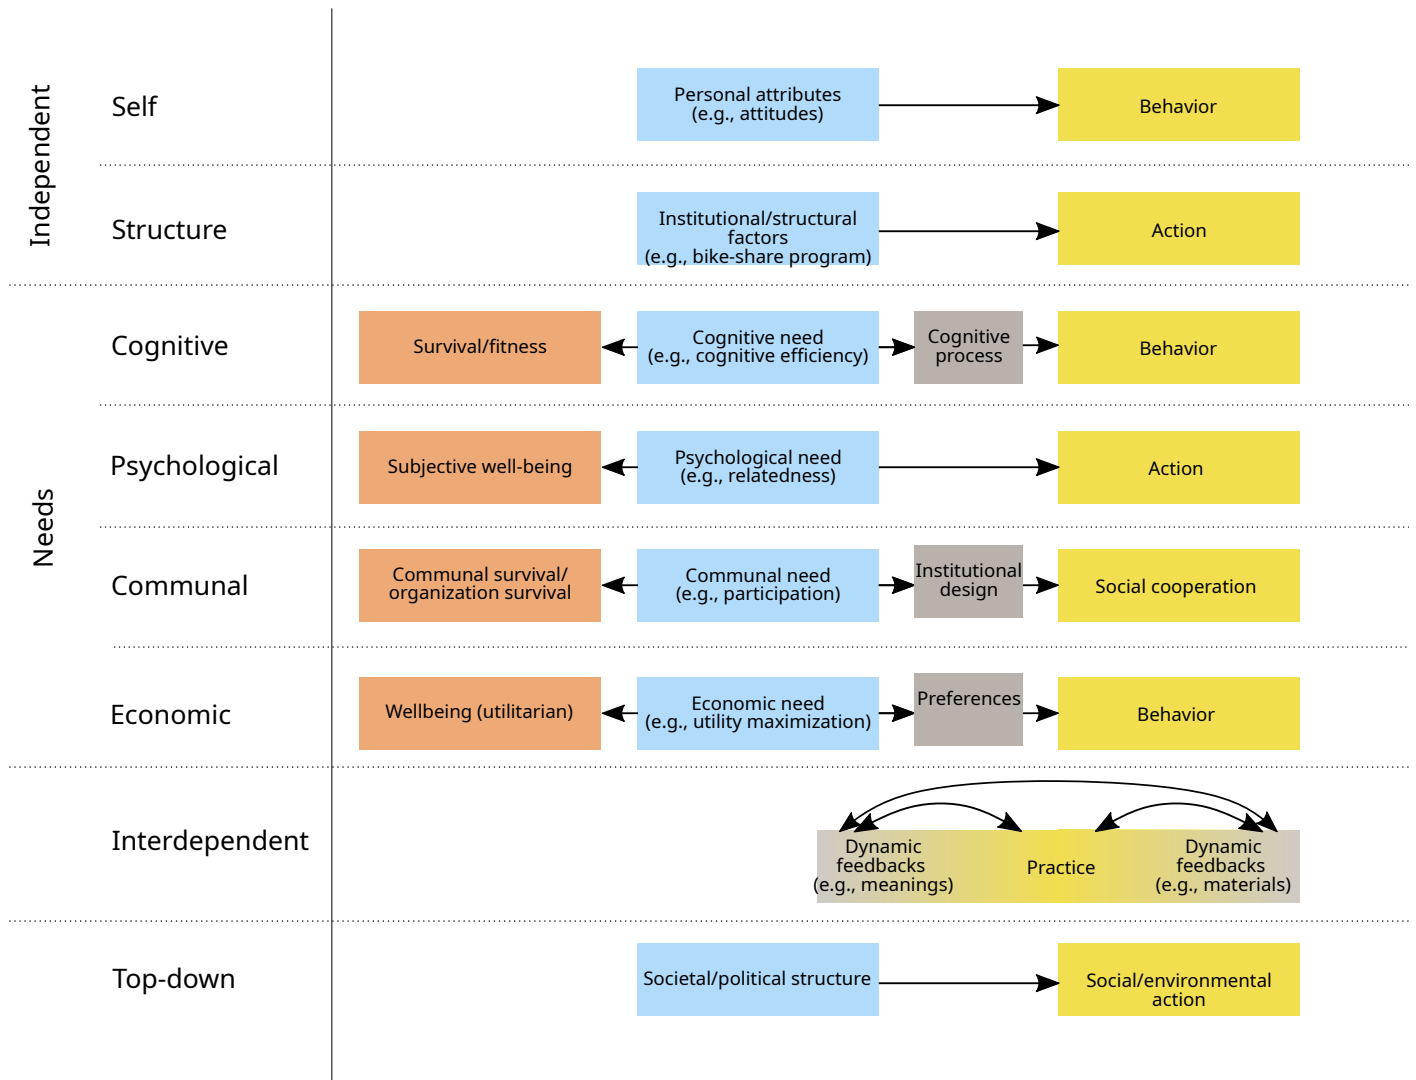 Independent
Self
Personal attributes
(e.g., attitudes)
Behavior
Structure
Institutional/structural
factors
(e.g., bike-share program)
Action
Needs
Cognitive
Survival/fitness
Cognitive need
(e.g., cognitive efficiency)
Cognitive
process
Behavior
Psychological
Subjective well-being
Psychological need
(e.g., relatedness)
Action
Communal
Communal survival/
organization survival
Communal need
(e.g., participation)
Institutional
design
Social cooperation
Economic
Wellbeing (utilitarian)
Economic need
(e.g., utility maximization)
Preferences
Behavior
Interdependent
Dynamic
feedbacks
(e.g., meanings)
Practice
Dynamic
feedbacks
(e.g., materials)
Top-down
Societal/political structure
Social/environmental
action